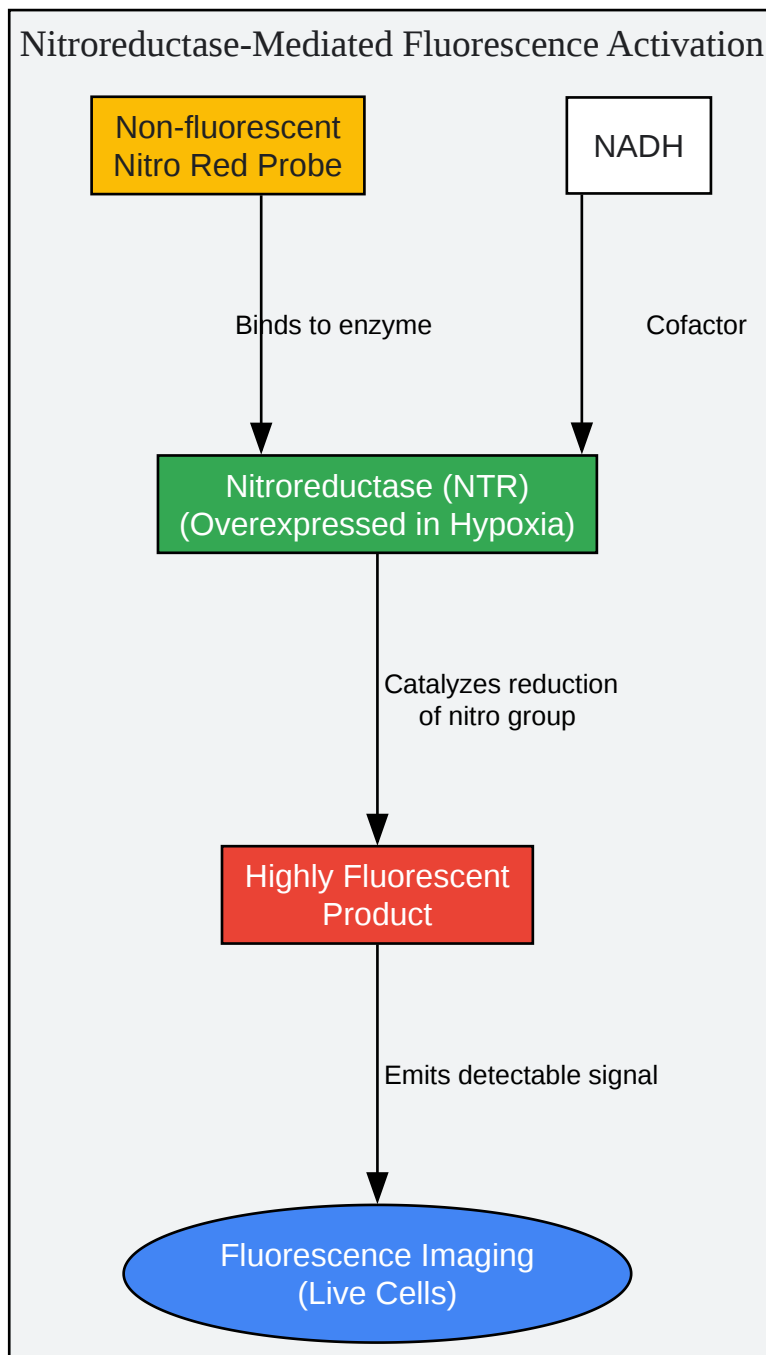 Nitroreductase-Mediated Fluorescence Activation
Non-fluorescent
Nitro Red Probe
NADH
Binds to enzyme
Cofactor
Nitroreductase (NTR)
(Overexpressed in Hypoxia)
Catalyzes reduction
of nitro group
Highly Fluorescent
Product
Emits detectable signal
Fluorescence Imaging
(Live Cells)